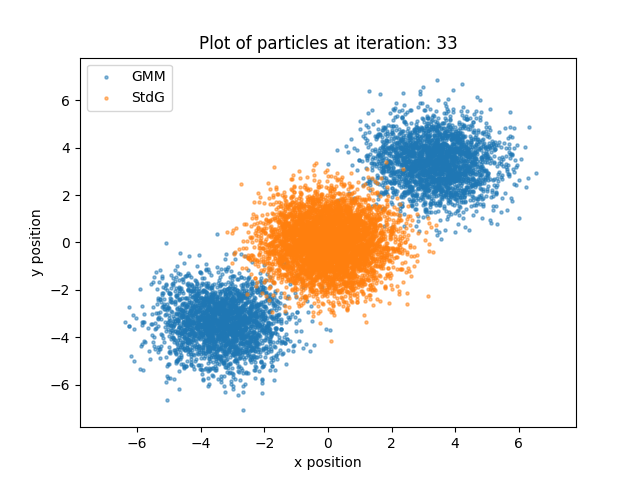 Plot of particles at iteration: 33
GMM
StdG
6
4
2
0
−2
−4
−6
y position
−6 −4 −2 0 2 4 6
x position